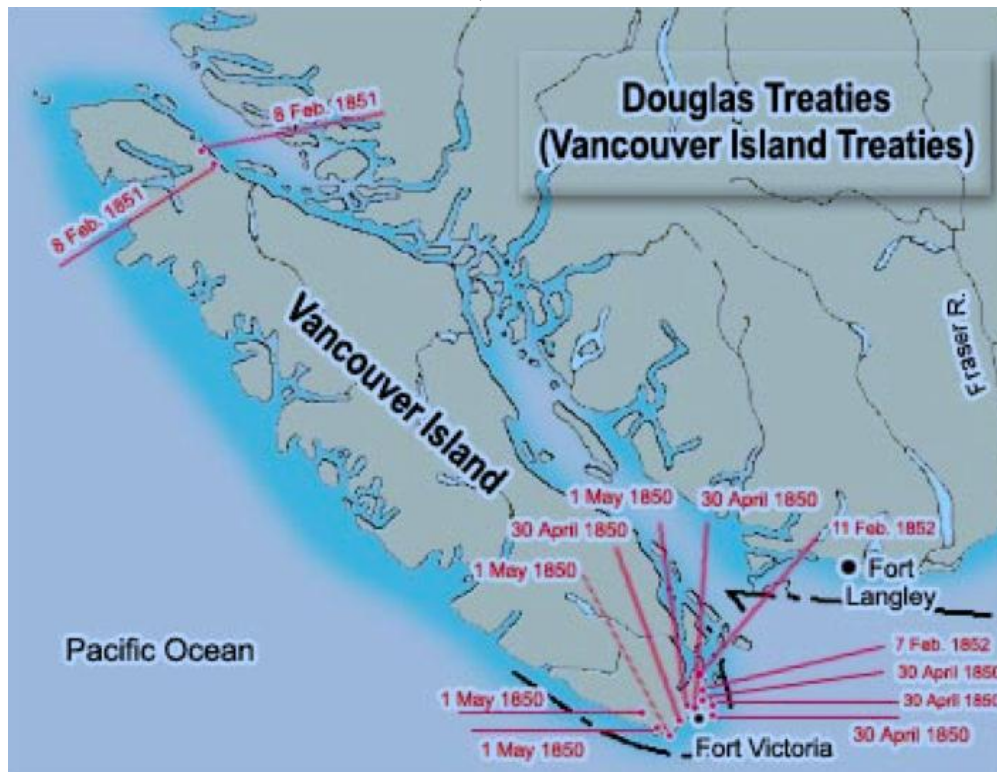 Douglas Treaties
(Vancouver Island Treaties)
8 Feb. 1851
8 Feb. 1851
Vancouver Island
Fraser R.
1 May 1850
30 April 1850
30 April 1850
11 Feb. 1852
1 May 1850
Fort
Langley
Pacific Ocean
7 Feb. 1852
30 April
1 May 1850
30 April 1850
1 May 1850
Fort Victoria
30 April 1850